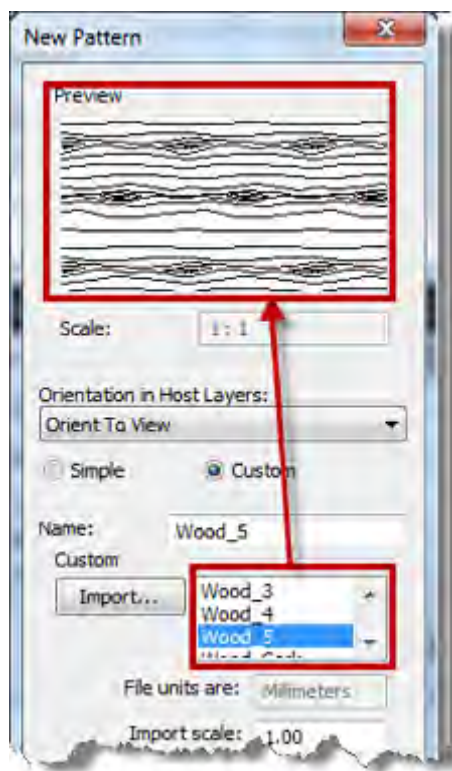 New Pattern
Preview
Scale: 1 : 1
Orientation in Host Layers:
Orient To View
Simple Custom
Name: Wood_5
Custom
Import...
Wood_3
Wood_4
Wood_5
File units are: Millimeters
Import scale: 1.00